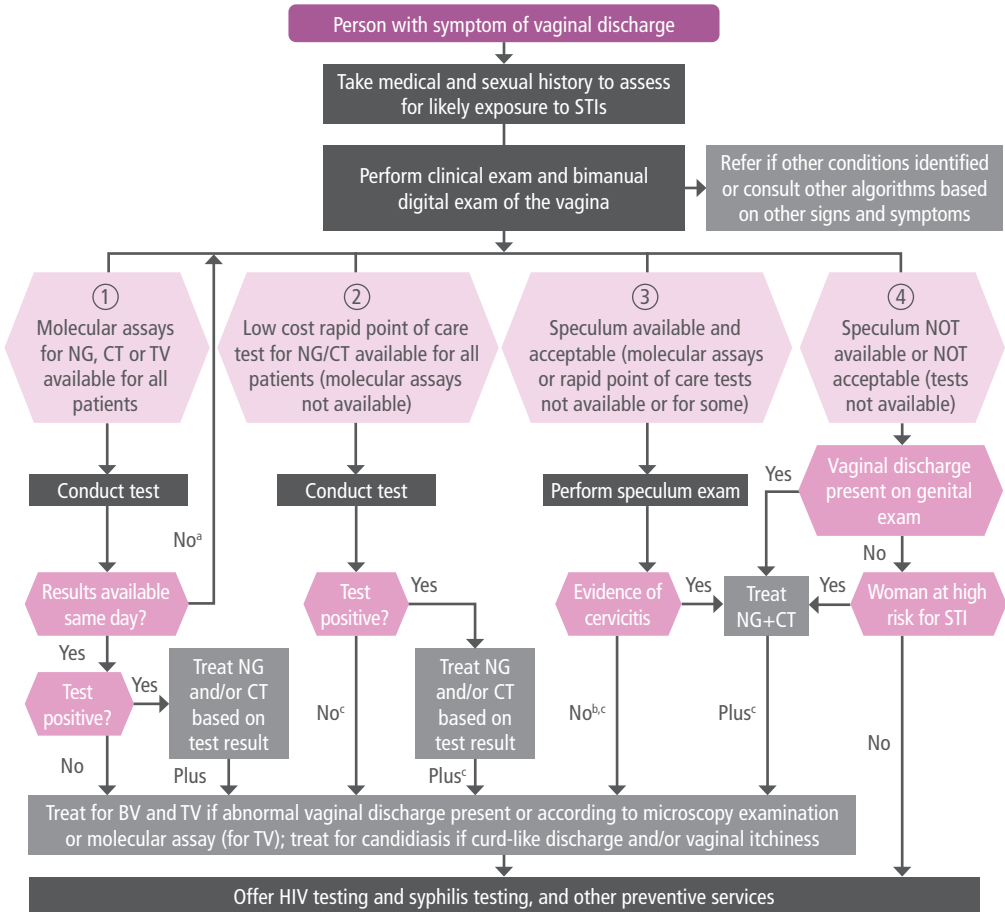 Person with symptom of vaginal discharge
Take medical and sexual history to assess
for likely exposure to STIs
Perform clinical exam and bimanual
digital exam of the vagina
Refer if other conditions identified
or consult other algorithms based
on other signs and symptoms
1
Molecular assays
for NG, CT or TV
available for all
patients
2
Low cost rapid point of care
test for NG/CT available for all
patients (molecular assays
not available)
3
Speculum available and
acceptable (molecular assays
or rapid point of care tests
not available or for some)
4
Speculum NOT
available or NOT
acceptable (tests
not available)
Conduct test
Noᵃ
Results available
same day?
Yes
Test
positive?
Yes
Treat NG
and/or CT
based on
test result
No
Plus
Conduct test
Test
positive?
Yes
Treat NG
and/or CT
based on
test result
Noᶜ
Plusᶜ
Perform speculum exam
Evidence of
cervicitis
Yes
Treat
NG+CT
Noᵇ,ᶜ
Plusᶜ
Vaginal discharge
present on genital
exam
Yes
No
Woman at high
risk for STI
Yes
No
Treat for BV and TV if abnormal vaginal discharge present or according to microscopy examination
or molecular assay (for TV); treat for candidiasis if curd-like discharge and/or vaginal itchiness
Offer HIV testing and syphilis testing, and other preventive services